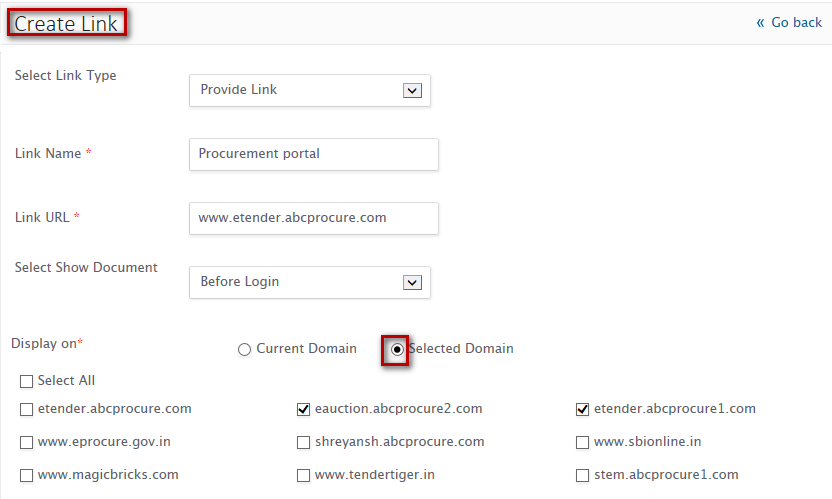 Create Link
« Go back
Select Link Type
Provide Link
Link Name *
Procurement portal
Link URL *
www.etender.abcprocure.com
Select Show Document
Before Login
Display on* Current Domain Selected Domain
Select All
etender.abcprocure.com eauction.abcprocure2.com etender.abcprocure1.com
www.eprocure.gov.in shreyansh.abcprocure.com www.sbionline.in
www.magicbricks.com www.tendertiger.in stem.abcprocure1.com